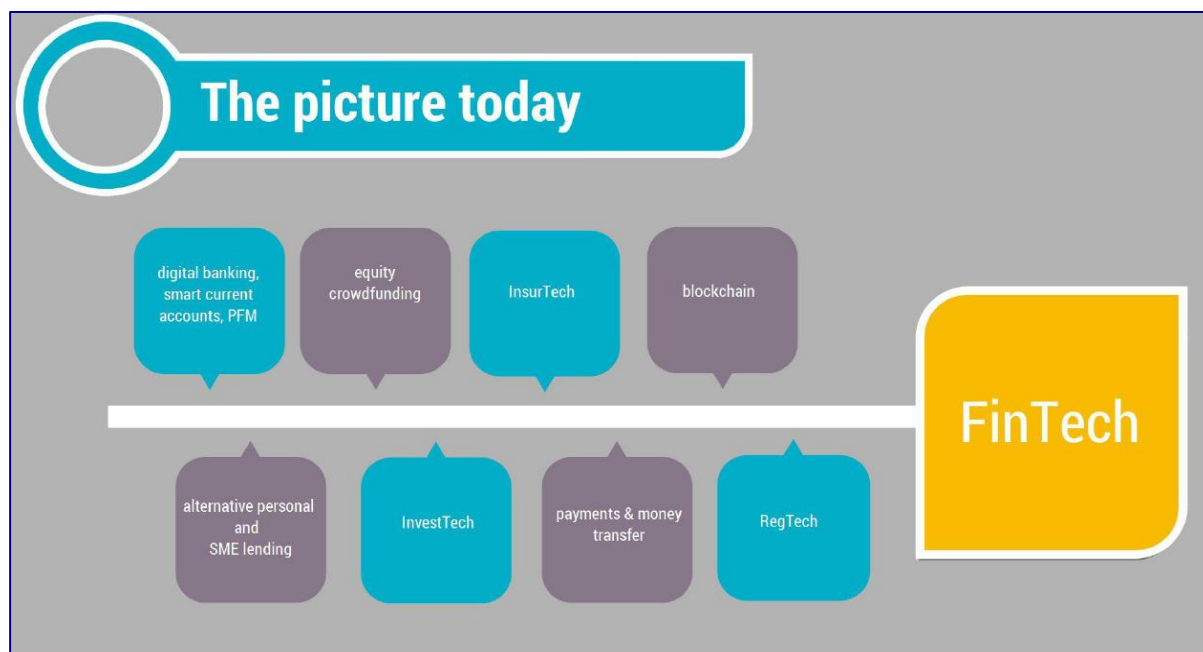 The picture today
digital banking,
smart current
accounts, PFM
equity
crowdfunding
InsurTech
blockchain
FinTech
alternative personal
and
SME lending
InvestTech
payments & money
transfer
RegTech